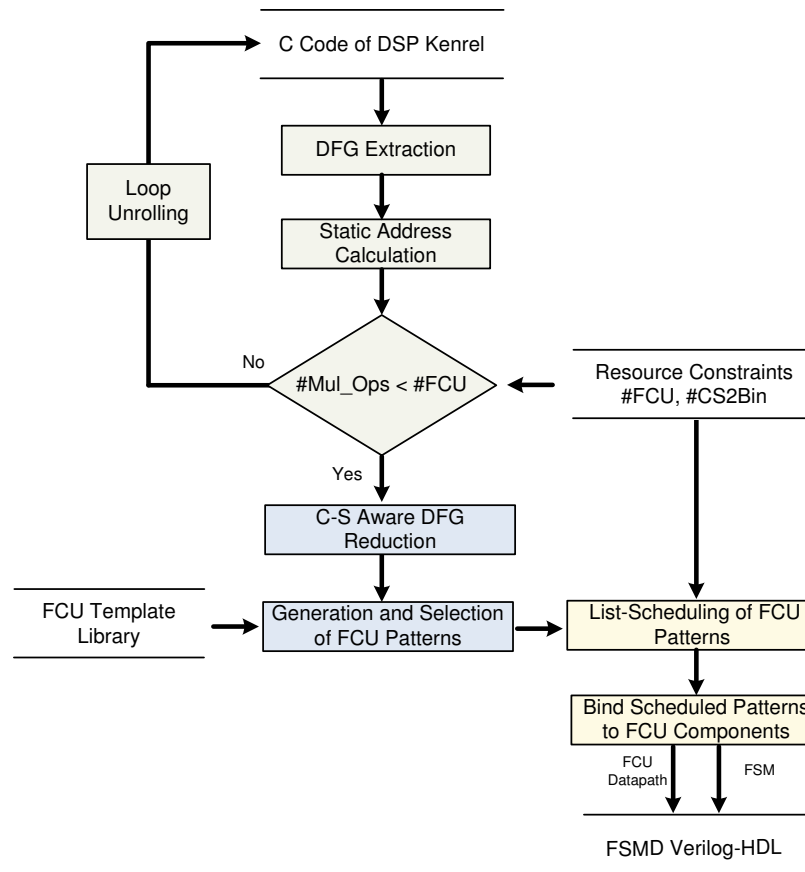 C Code of DSP Kenrel
DFG Extraction
Loop
Unrolling
Static Address
Calculation
No
#Mul_Ops < #FCU
Resource Constraints
#FCU, #CS2Bin
Yes
C-S Aware DFG
Reduction
FCU Template
Library
Generation and Selection
of FCU Patterns
List-Scheduling of FCU
Patterns
Bind Scheduled Patterns
to FCU Components
FCU
Datapath
FSM
FSMD Verilog-HDL